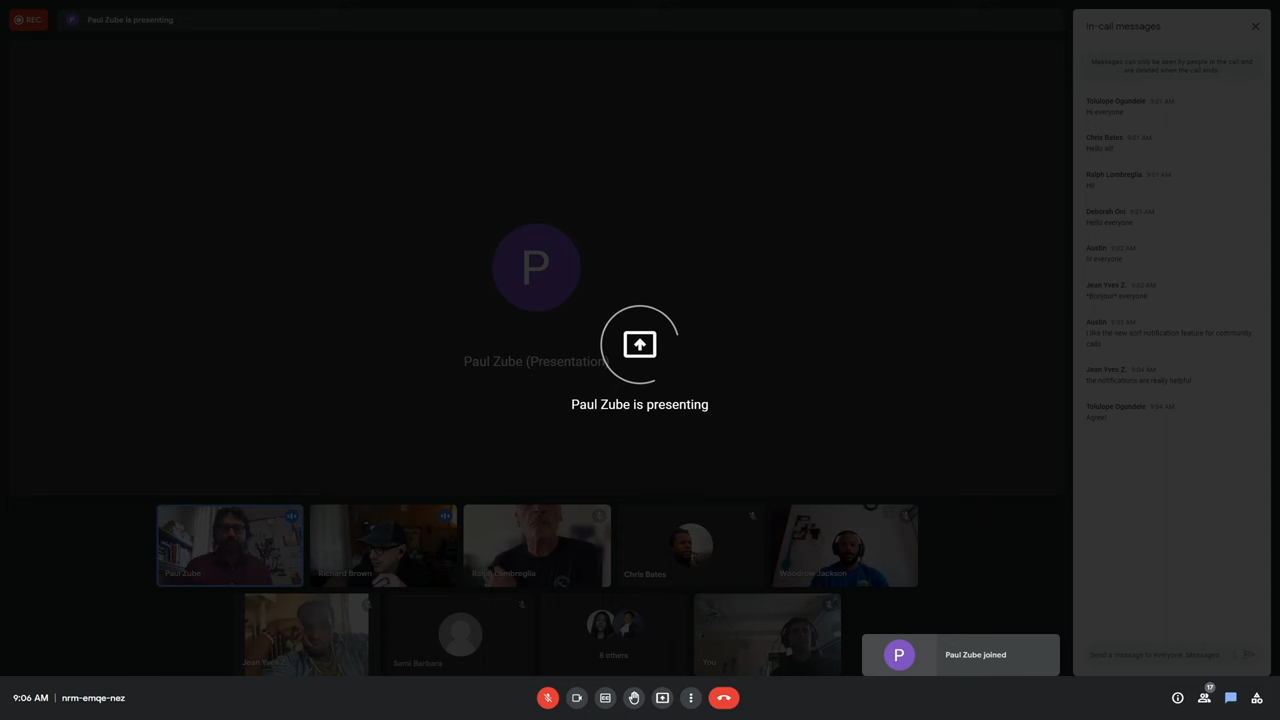 REC
P
Paul Zube is presenting
In-call messages
Messages can only be seen by people in the call and
are deleted when the call ends.
Tolulope Ogundele 9:01 AM
Hi everyone
Chris Bates 9:01 AM
Hello all!
Ralph Lombreglia 9:01 AM
Hi!
Deborah Oni 9:01 AM
Hello everyone
Austin 9:02 AM
hi everyone
Jean Yves Z. 9:03 AM
*Bonjour* everyone
Austin 9:03 AM
notification feature for community
calls
Jean Yves Z. 9:04 AM
the notifications are really helpful
Tolulope Ogundele 9:04 AM
Agree!
P
Paul Zube (Presentation)
Paul Zube is presenting
Paul Zube
Richard Brown
Ralph Lombreglia
Chris Bates
Woodrow Jackson
Jean Yves Z.
Sami Barbara
8 others
You
P
Paul Zube joined
Send a message to everyone. Messages
9:06 AM
nrm-emqe-nez
CC
17